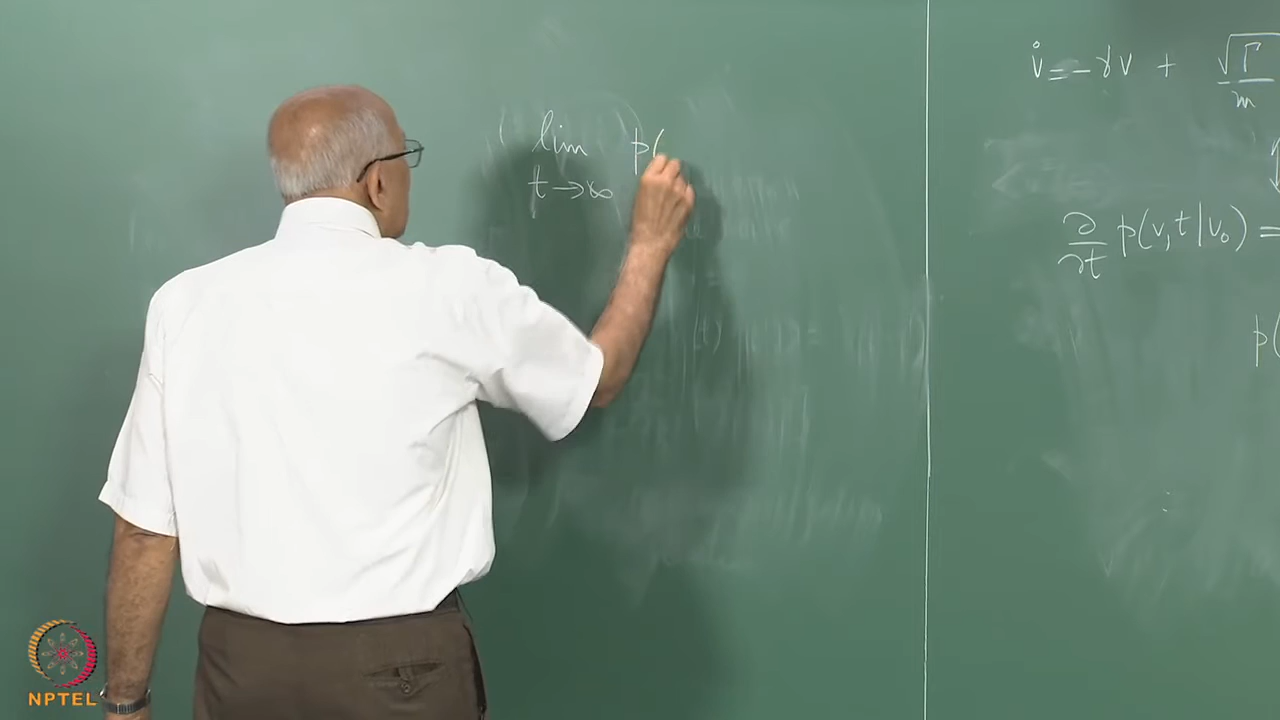 lim p(
t→∞
v̇ = -γv + √Γ/m
∂/∂t p(v,t|v₀) =
p(
NPTEL